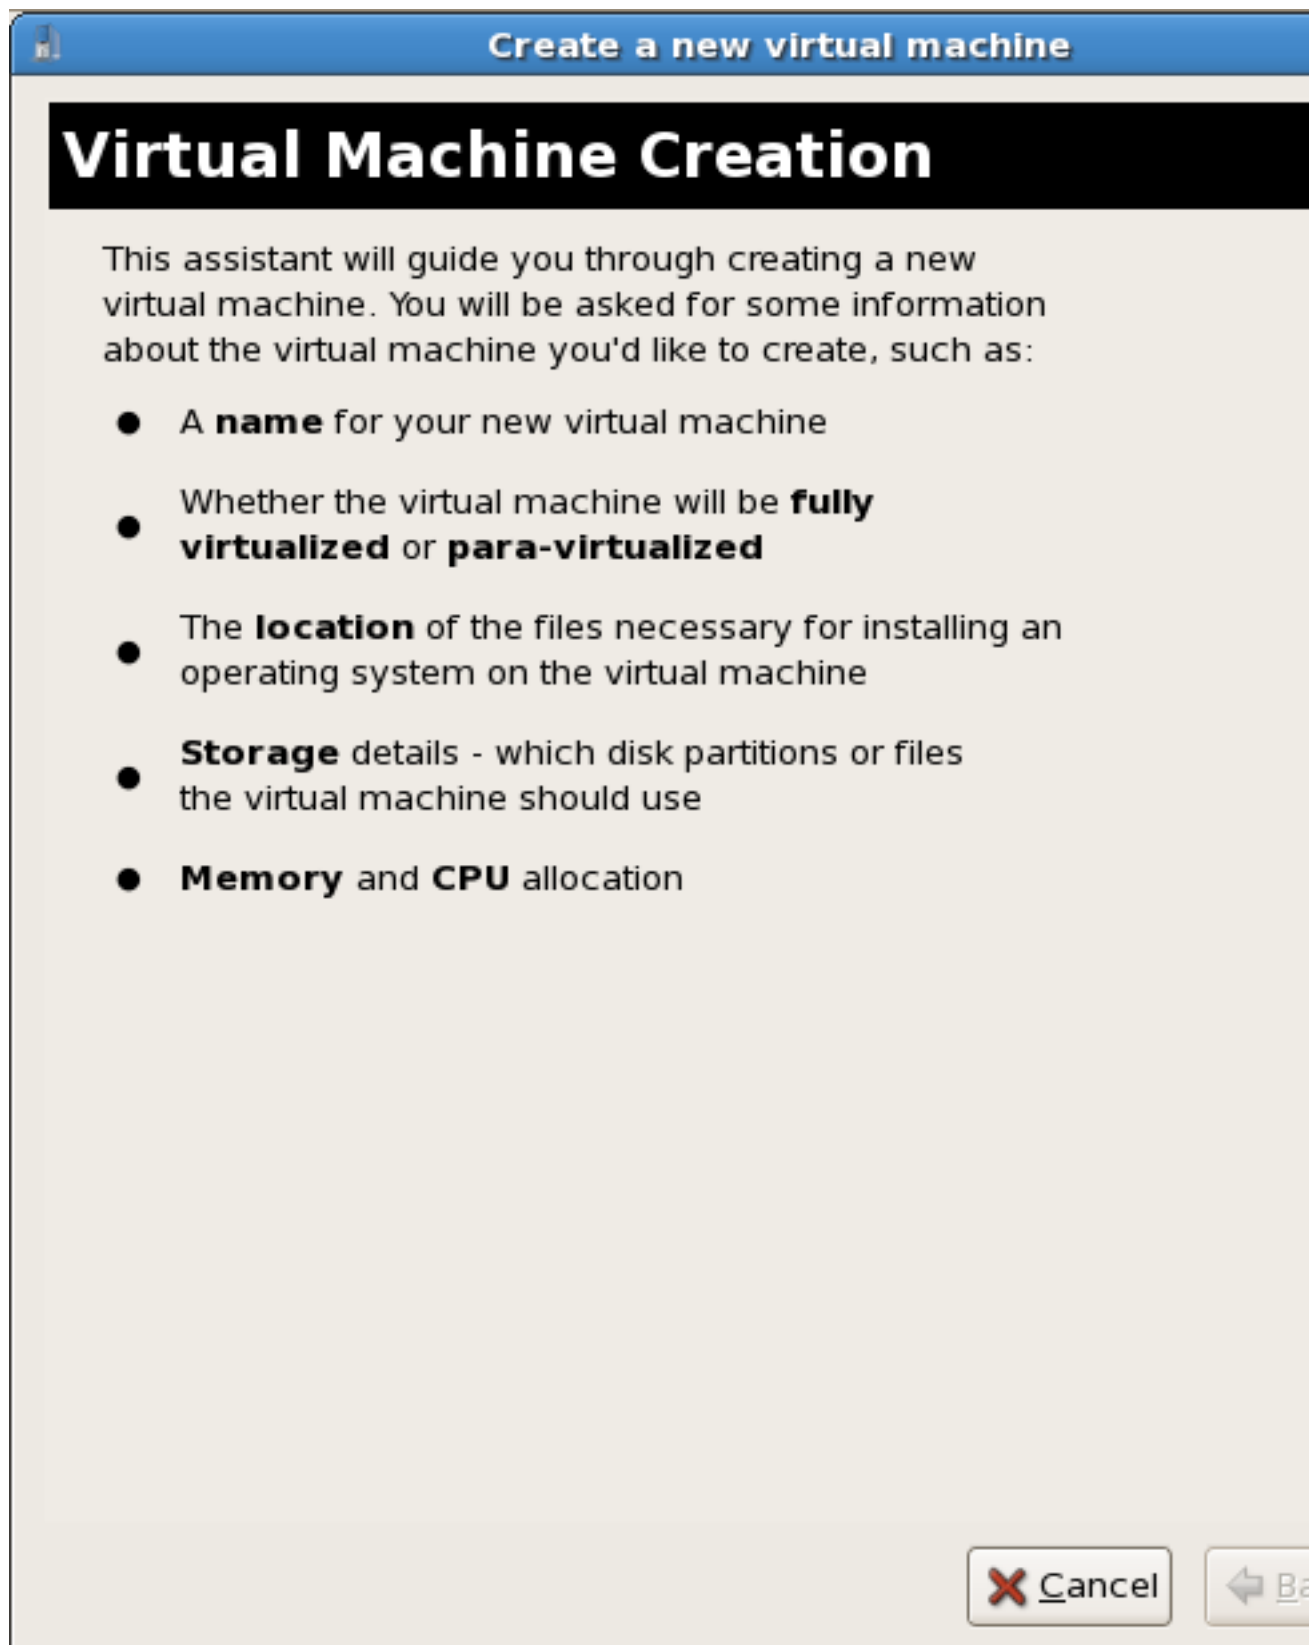 Create a new virtual machine
Virtual Machine Creation
This assistant will guide you through creating a new
virtual machine. You will be asked for some information
about the virtual machine you'd like to create, such as:
● A name for your new virtual machine
● Whether the virtual machine will be fully
virtualized or para-virtualized
● The location of the files necessary for installing an
operating system on the virtual machine
● Storage details - which disk partitions or files
the virtual machine should use
● Memory and CPU allocation
Cancel